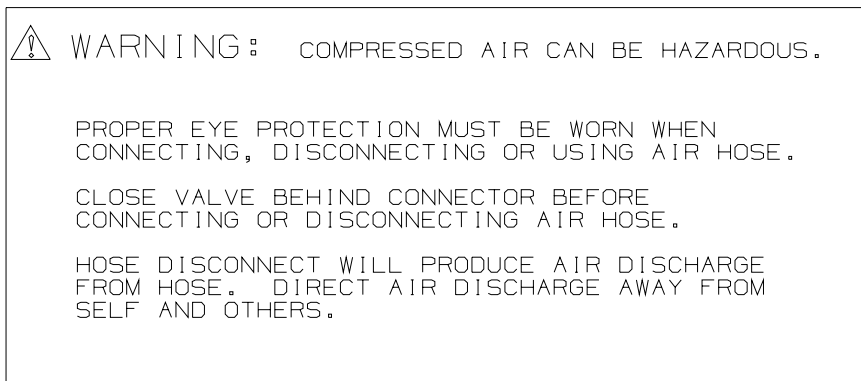 WARNING: COMPRESSED AIR CAN BE HAZARDOUS.
PROPER EYE PROTECTION MUST BE WORN WHEN
CONNECTING, DISCONNECTING OR USING AIR HOSE.
CLOSE VALVE BEHIND CONNECTOR BEFORE
CONNECTING OR DISCONNECTING AIR HOSE.
HOSE DISCONNECT WILL PRODUCE AIR DISCHARGE
FROM HOSE. DIRECT AIR DISCHARGE AWAY FROM
SELF AND OTHERS.